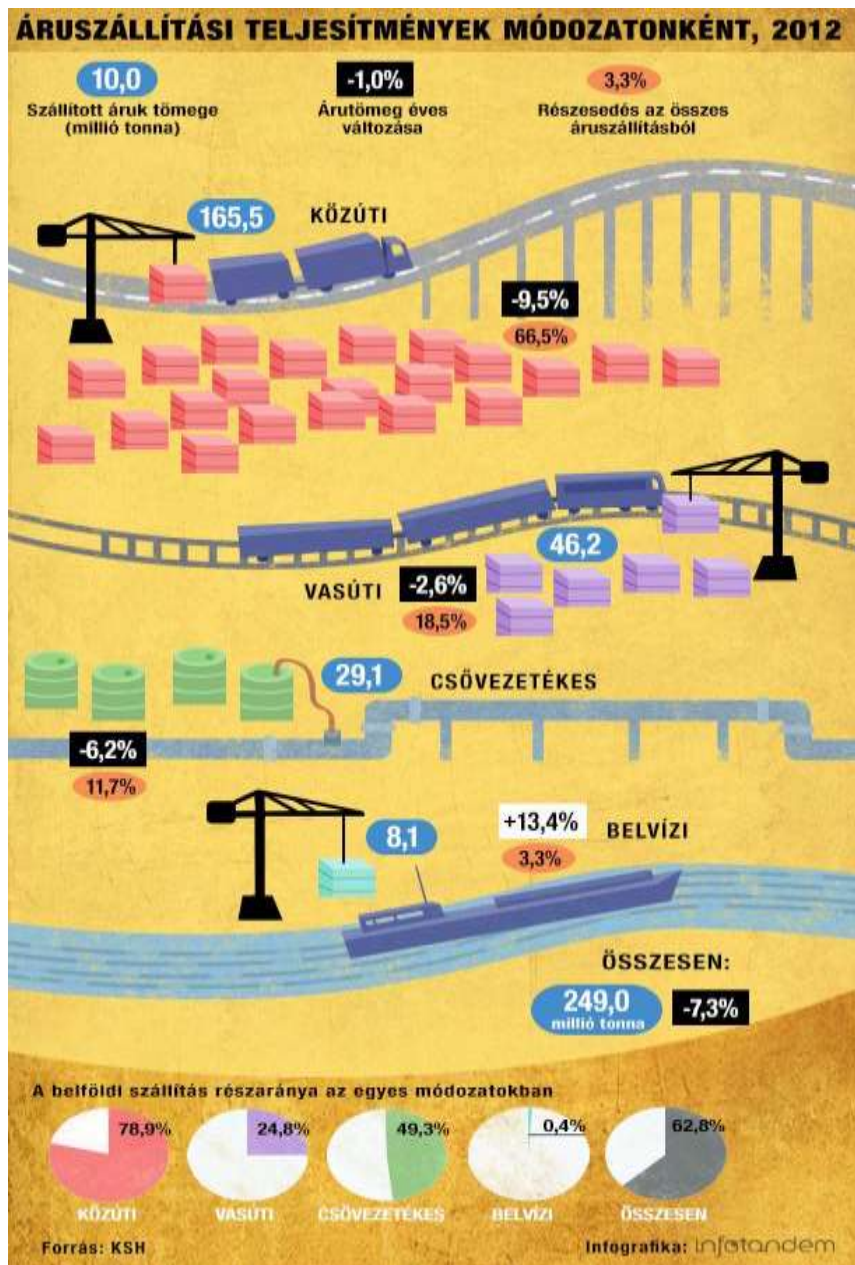 ÁRUSZÁLLÍTÁSI TELJESÍTMÉNYEK MÓDOZATONKÉNT, 2012
10,0
Szállított áruk tömege
(millió tonna)
-1,0%
Árutömeg éves
változása
3,3%
Részesedés az összes
áruszállításból
165,5
KÖZÚTI
-9,5%
66,5%
46,2
VASÚTI
-2,6%
18,5%
29,1
CSŐVEZETÉKES
-6,2%
11,7%
8,1
+13,4%
BELVÍZI
3,3%
ÖSSZESEN:
249,0
millió tonna
-7,3%
A belföldi szállítás részaránya az egyes módozatokban
78,9%
KÖZÚTI
24,8%
VASÚTI
49,3%
CSŐVEZETÉKES
0,4%
BELVÍZI
62,8%
ÖSSZESEN
Forrás: KSH
Infografika: infotandem